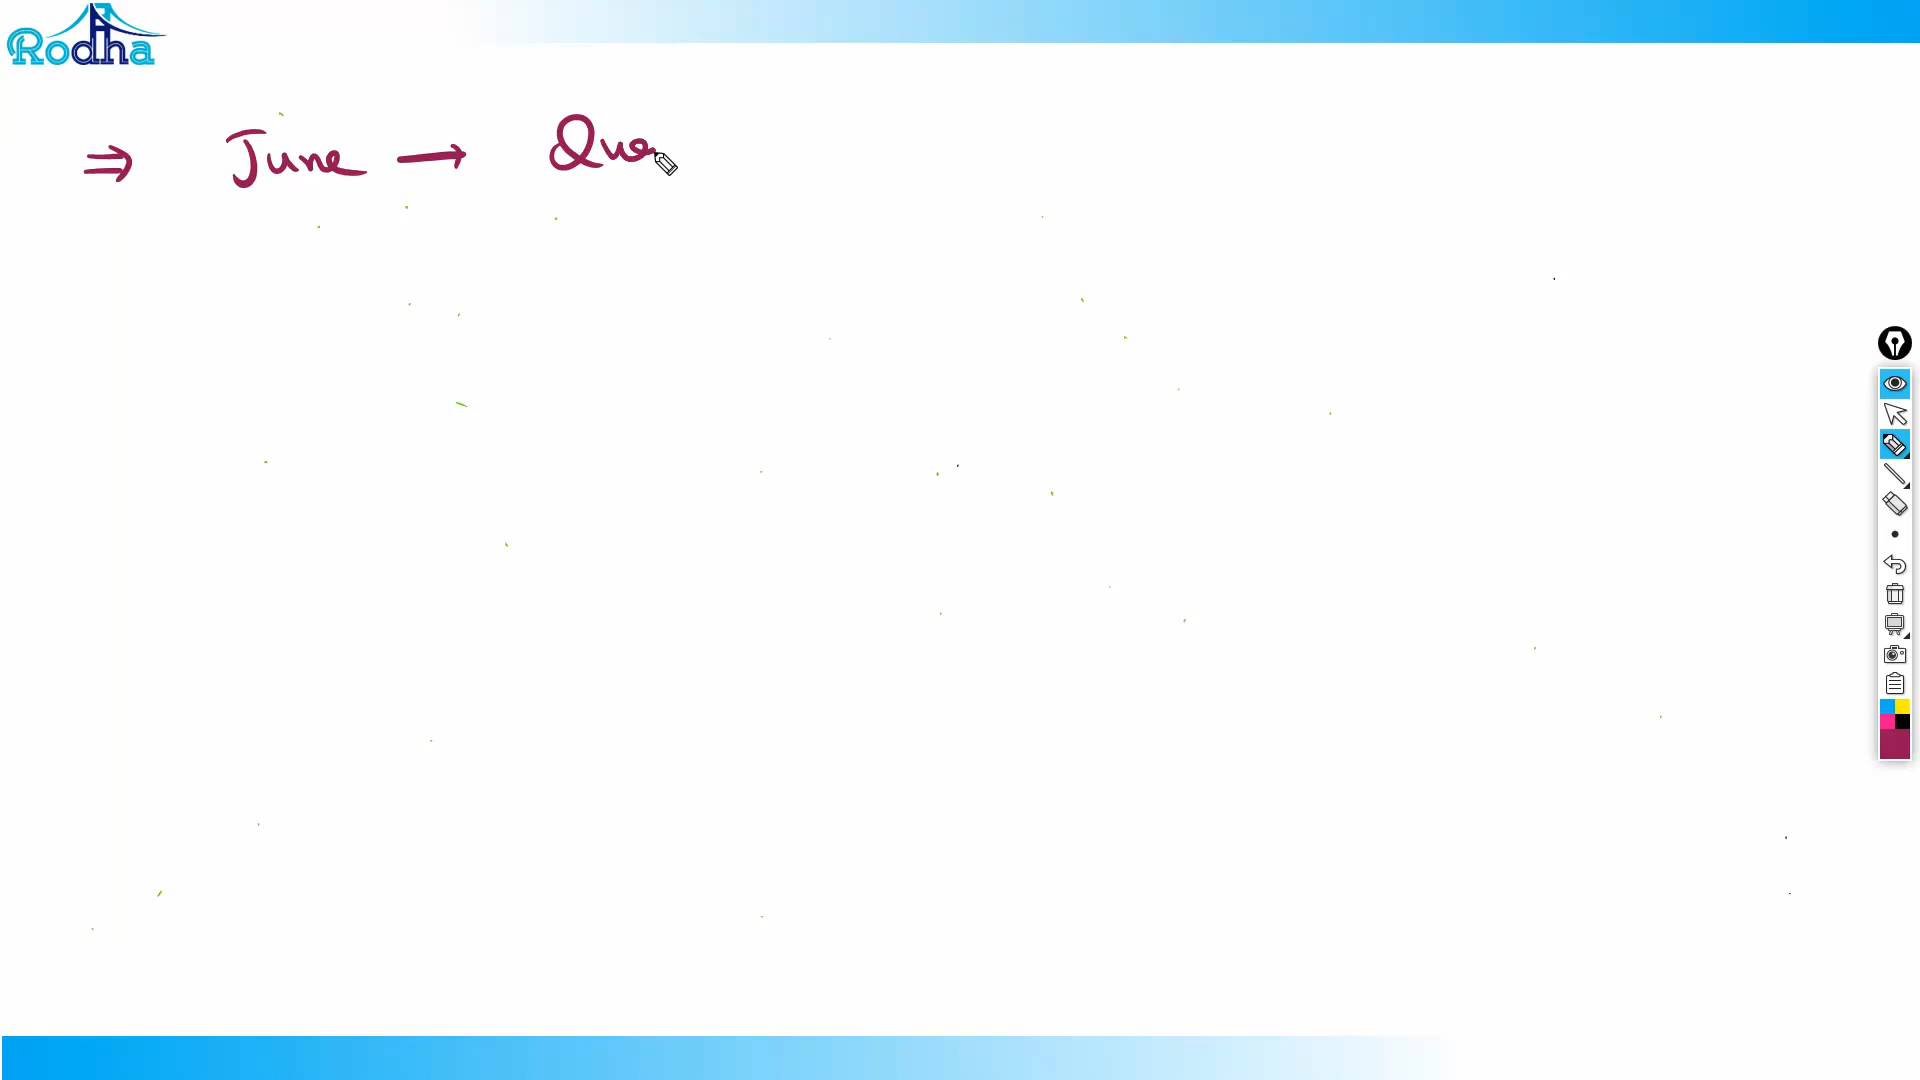 Rodha
⇒ June → Que